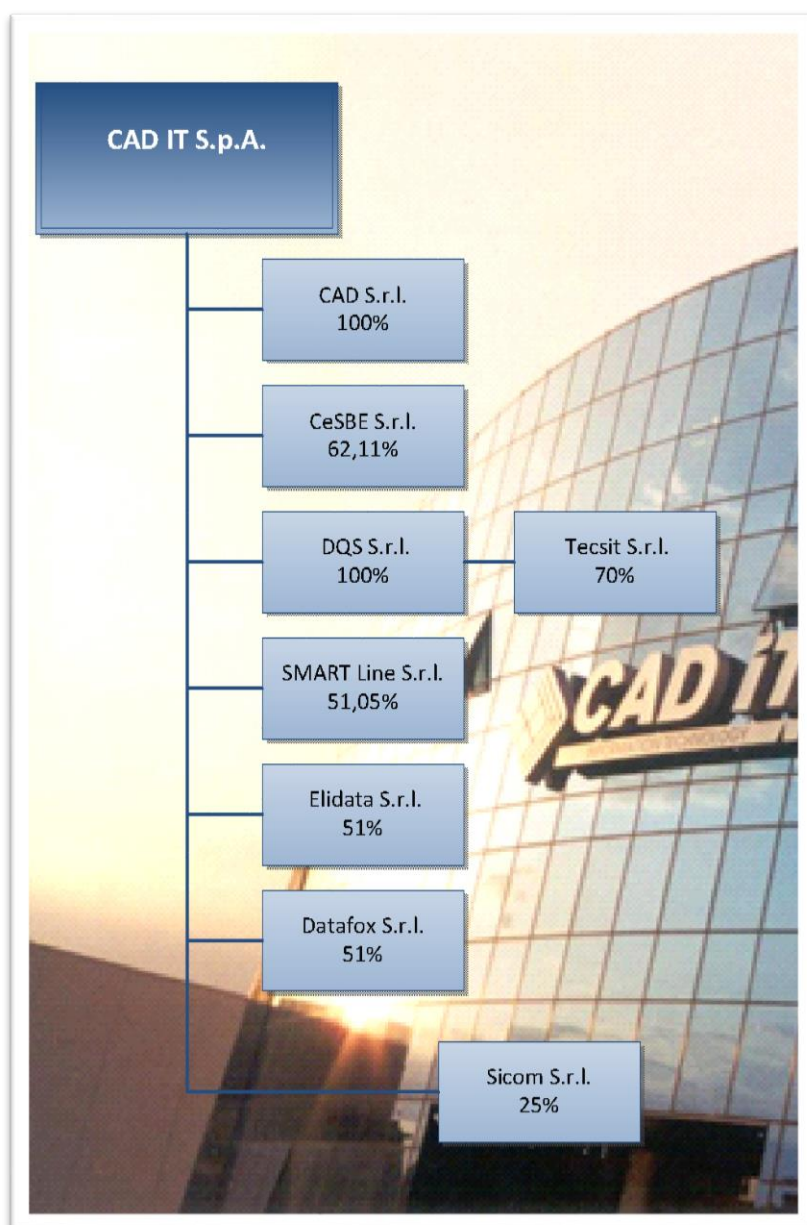 CAD IT S.p.A.
CAD S.r.l.
100%
CeSBE S.r.l.
62,11%
DQS S.r.l.
100%
Tecsit S.r.l.
70%
SMART Line S.r.l.
51,05%
CAD iT
Elidata S.r.l.
51%
Datafox S.r.l.
51%
Sicom S.r.l.
25%